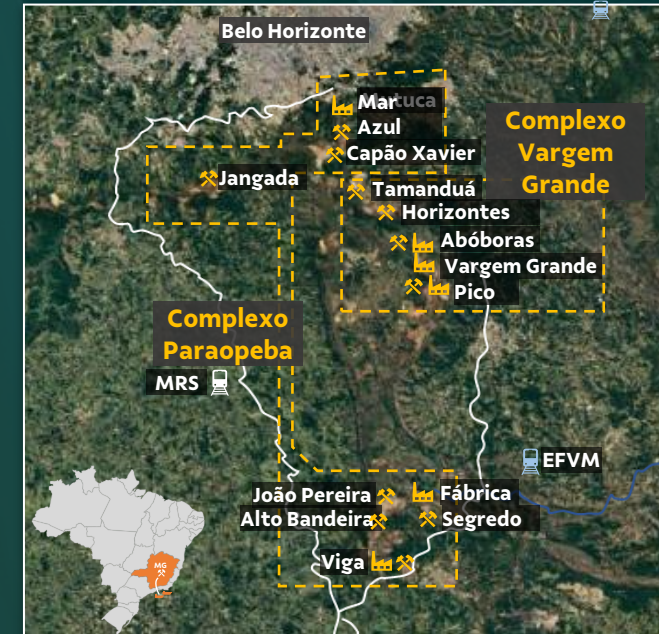 Belo Horizonte
Mutuca
Mar
Azul
Capão Xavier
Complexo
Vargem
Grande
Jangada
Tamanduá
Horizontes
Abóboras
Vargem Grande
Pico
Complexo
Paraopeba
MRS
EFVM
João Pereira
Fábrica
Alto Bandeira
Segredo
Viga
MG